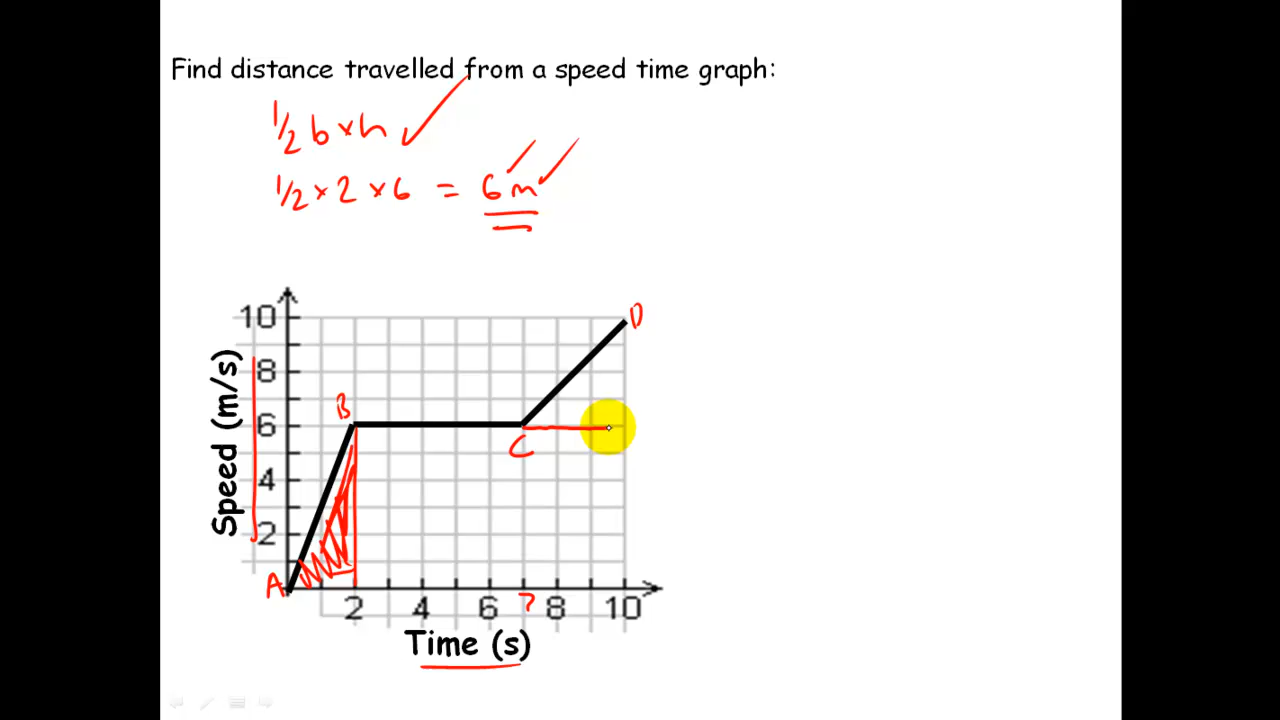 Find distance travelled from a speed time graph:
1/2 b × h ✓
1/2 × 2 × 6 = 6 m ✓✓
10
D
8
B
6
C
4
2
A
2 4 6 7 8 10
Speed (m/s)
Time (s)